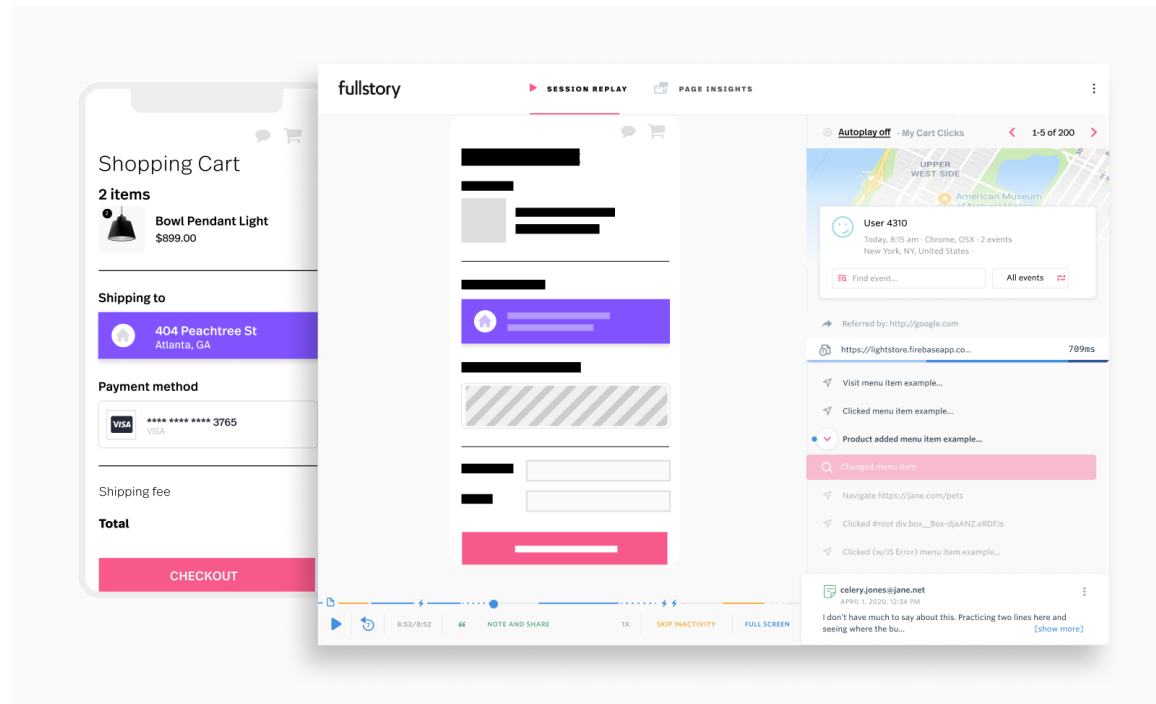 Shopping Cart
2 items
2
Bowl Pendant Light
$899.00
Shipping to
404 Peachtree St
Atlanta, GA
Payment method
VISA
**** **** **** 3765
VISA
Shipping fee
Total
CHECKOUT
fullstory
SESSION REPLAY
PAGE INSIGHTS
Autoplay off · My Cart Clicks
1-5 of 200
UPPER
WEST SIDE
American Museum
of Natural History
User 4310
Today, 8:15 am · Chrome, OSX · 2 events
New York, NY, United States ·
Find event...
All events
Referred by: http://google.com
https://lightstore.firebaseapp.co...
709ms
Visit menu item example...
Clicked menu item example...
Product added menu item example...
Changed menu item
Navigate https://jane.com/pets
Clicked #root div.box__Box-djaANZ.eRDFJs
Clicked (w/JS Error) menu item example...
celery.jones@jane.net
APRIL 1, 2020, 12:34 PM
I don't have much to say about this. Practicing two lines here and
seeing where the bu...
[show more]
7
8:52/8:52
NOTE AND SHARE
1X
SKIP INACTIVITY
FULL SCREEN